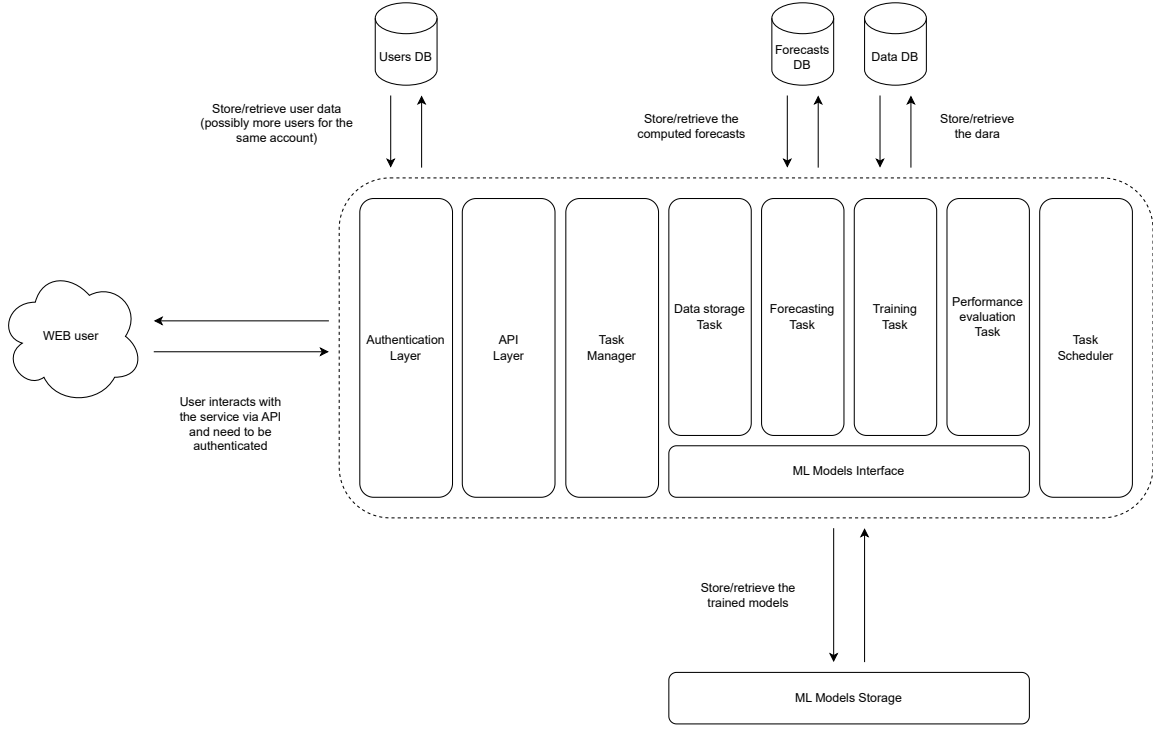 Users DB
Forecasts
DB
Data DB
Store/retrieve user data
(possibly more users for the
same account)
Store/retrieve the
computed forecasts
Store/retrieve
the dara
WEB user
User interacts with
the service via API
and need to be
authenticated
Authentication
Layer
API
Layer
Task
Manager
Data storage
Task
Forecasting
Task
Training
Task
Performance
evaluation
Task
Task
Scheduler
ML Models Interface
Store/retrieve the
trained models
ML Models Storage